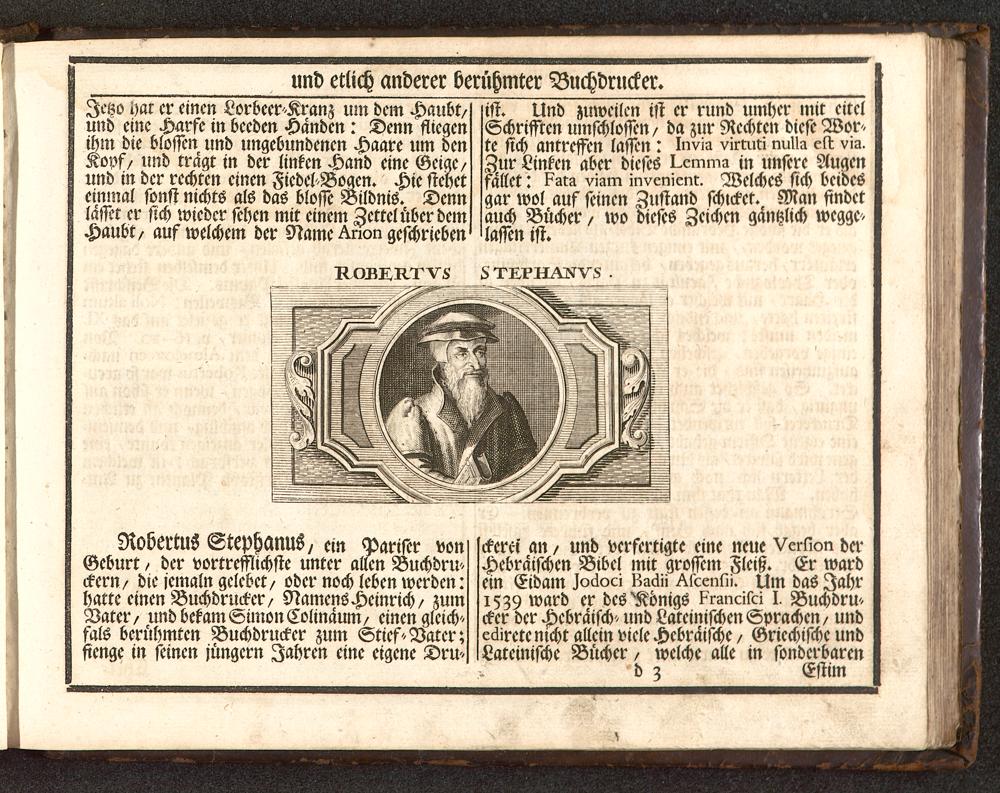 und etlich anderer berühmter Buchdrucker.
Jetzo hat er einen Lorbeer-Kranz um dem Haubt,
und eine Harfe in beeden Händen: Denn fliegen
ihm die blossen und ungebundenen Haare um den
Kopf, und trägt in der lincken Hand eine Geige,
und in der rechten einen Fiedel-Bogen. Hie stehet
einmal sonst nichts als das blosse Bildnis. Denn
lässet er sich wieder sehen mit einem Zettel über dem
Haubt, auf welchem der Name Arion geschrieben
ist. Und zuweilen ist er rund umher mit eitel
Schrifften umschlossen, da zur Rechten diese Wor-
te sich antreffen lassen: Invia virtuti nulla est via.
Zur Lincken aber dieses Lemma in unsere Augen
fället: Fata viam invenient. Welches sich beides
gar wol auf seinen Zustand schicket. Man findet
auch Bücher, wo dieses Zeichen gäntzlich wegge-
lassen ist.
ROBERTVS STEPHANVS.
Robertus Stephanus, ein Pariser von
Geburt, der vortrefflichste unter allen Buchdru-
ckern, die jemaln gelebet, oder noch leben werden:
hatte einen Buchdrucker, Namens Heinrich, zum
Vater, und bekam Simon Colinäum, einen gleich-
fals berühmten Buchdrucker zum Stief-Vater;
fienge in seinen jüngern Jahren eine eigene Dru-
ckerei an, und verfertigte eine neue Version der
Hebräischen Bibel mit grossem Fleiß. Er ward
ein Eidam Jodoci Badii Ascensii. Um das Jahr
1539 ward er des Königs Francisci I. Buchdru-
cker der Hebräisch- und Lateinischen Sprachen, und
edirete nicht allein viele Hebräische, Griechische und
Lateinische Bücher, welche alle in sonderbaren
d 3 Estim